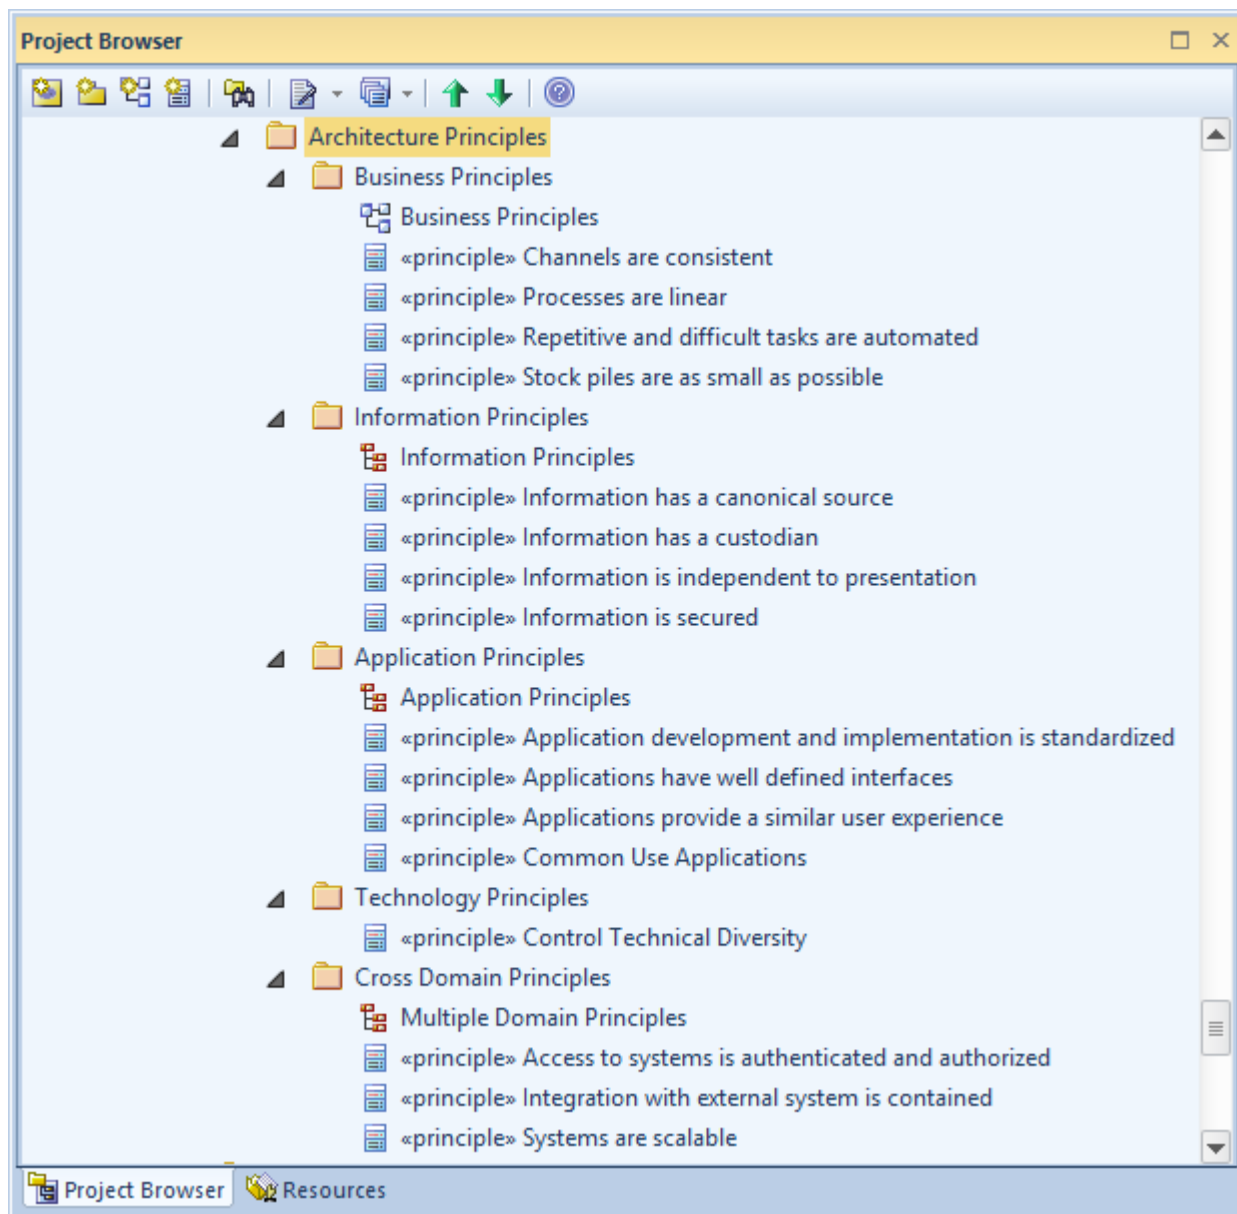 Project Browser
Architecture Principles
Business Principles
Business Principles
«principle» Channels are consistent
«principle» Processes are linear
«principle» Repetitive and difficult tasks are automated
«principle» Stock piles are as small as possible
Information Principles
Information Principles
«principle» Information has a canonical source
«principle» Information has a custodian
«principle» Information is independent to presentation
«principle» Information is secured
Application Principles
Application Principles
«principle» Application development and implementation is standardized
«principle» Applications have well defined interfaces
«principle» Applications provide a similar user experience
«principle» Common Use Applications
Technology Principles
«principle» Control Technical Diversity
Cross Domain Principles
Multiple Domain Principles
«principle» Access to systems is authenticated and authorized
«principle» Integration with external system is contained
«principle» Systems are scalable
Project Browser Resources